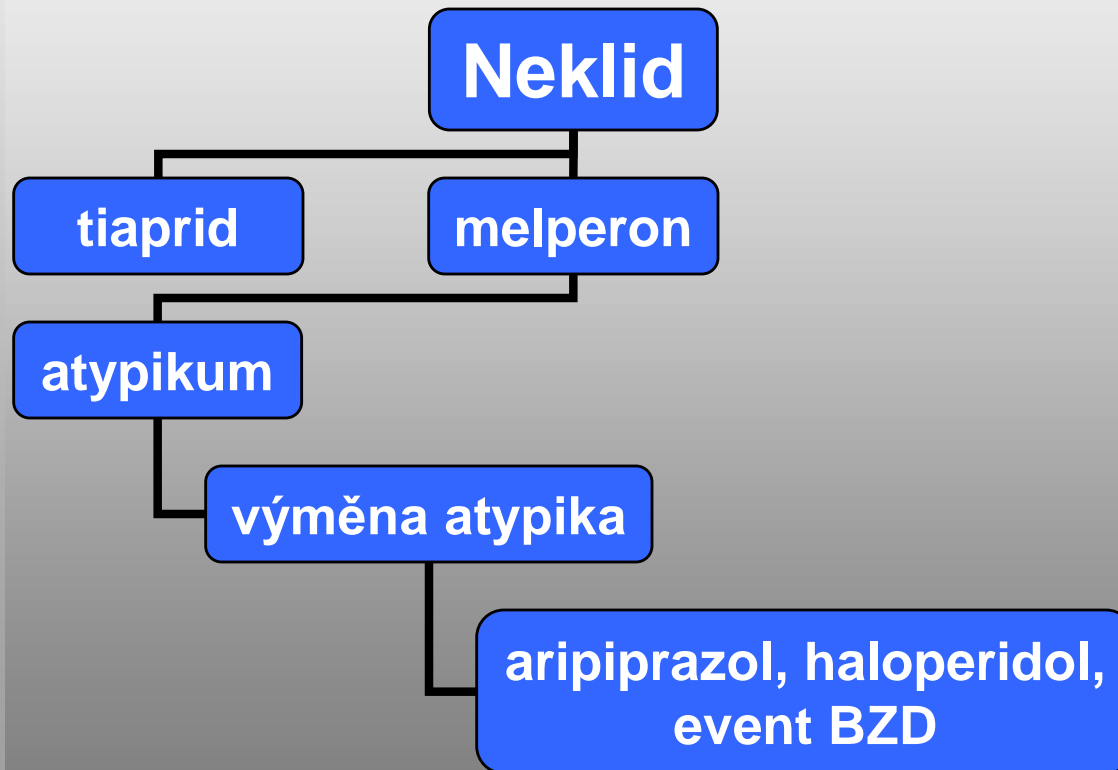 Neklid
tiaprid
melperon
atypikum
výměna atypika
aripiprazol, haloperidol,
event BZD